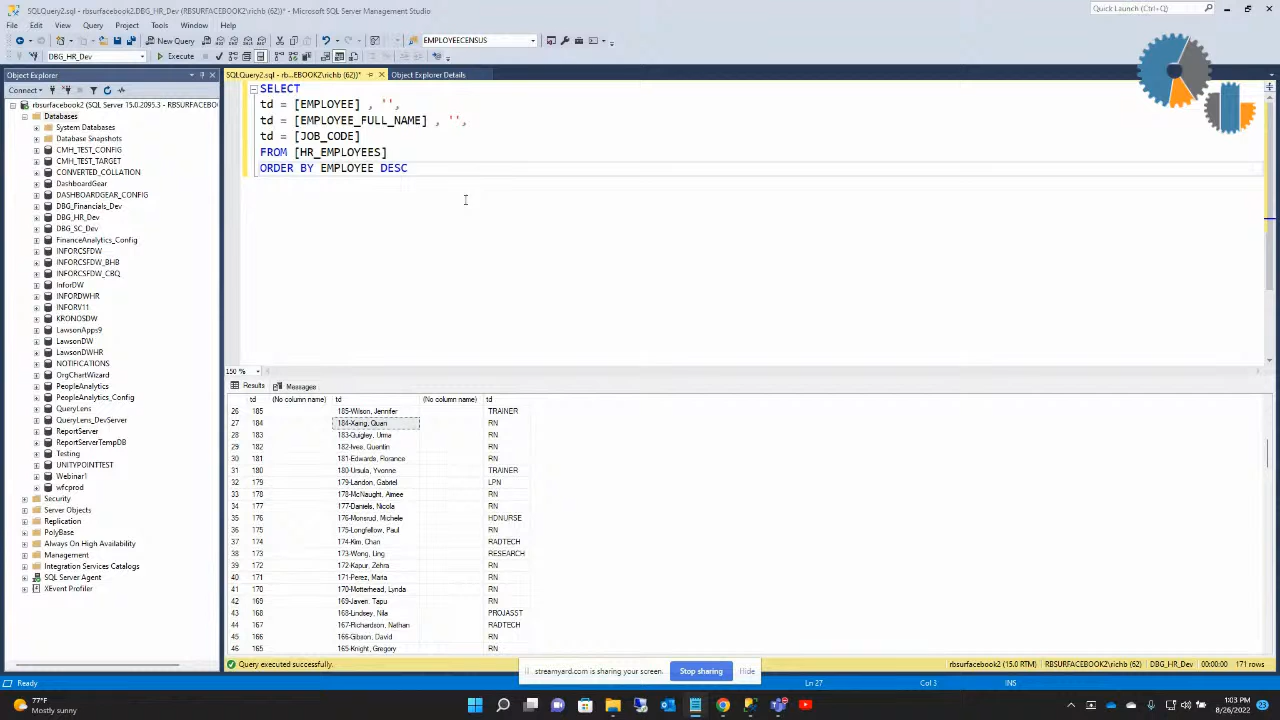 SQLQuery2.sql - rbsurfacebook2.DBG_HR_Dev (RBSURFACEBOOK2\richb (62))* - Microsoft SQL Server Management Studio
Quick Launch (Ctrl+Q)
File Edit View Query Project Tools Window Help
New Query EMPLOYEECENSUS
DBG_HR_Dev Execute
Object Explorer
SQLQuery2.sql - rb...EBOOK2\richb (62))* Object Explorer Details
Connect
rbsurfacebook2 (SQL Server 15.0.2095.3 - RBSURFACEBO
Databases
System Databases
Database Snapshots
CMH_TEST_CONFIG
CMH_TEST_TARGET
CONVERTED_COLLATION
DashboardGear
DASHBOARDGEAR_CONFIG
DBG_Financials_Dev
DBG_HR_Dev
DBG_SC_Dev
FinanceAnalytics_Config
INFORCSFDW
INFORCSFDW_BHB
INFORCSFDW_CBQ
InforDW
INFORDWHR
INFORV11
KRONOSDW
LawsonApps9
LawsonDW
LawsonDWHR
NOTIFICATIONS
OrgChartWizard
PeopleAnalytics
PeopleAnalytics_Config
QueryLens
QueryLens_DevServer
ReportServer
ReportServerTempDB
Testing
UNITYPOINTTEST
Webinar1
wfcprod
Security
Server Objects
Replication
PolyBase
Always On High Availability
Management
Integration Services Catalogs
SQL Server Agent
XEvent Profiler
SELECT
td = [EMPLOYEE] , '',
td = [EMPLOYEE_FULL_NAME] , '',
td = [JOB_CODE]
FROM [HR_EMPLOYEES]
ORDER BY EMPLOYEE DESC
150 %
Results Messages
td (No column name) td (No column name) td
26 185 185-Wilson, Jennifer TRAINER
27 184 184-Xaing, Quan RN
28 183 183-Quigley, Urma RN
29 182 182-Ives, Quentin RN
30 181 181-Edwards, Florance RN
31 180 180-Ursula, Yvonne TRAINER
32 179 179-Landon, Gabriel LPN
33 178 178-McNaught, Aimee RN
34 177 177-Daniels, Nicola RN
35 176 176-Monsrud, Michele HDNURSE
36 175 175-Longfellow, Paul RN
37 174 174-Kim, Chan RADTECH
38 173 173-Wong, Ling RESEARCH
39 172 172-Kapur, Zehra RN
40 171 171-Perez, Maria RN
41 170 170-Motterhead, Lynda RN
42 169 169-Javen, Tapu RN
43 168 168-Lindsey, Nila PROJASST
44 167 167-Richardson, Nathan RADTECH
45 166 166-Gibson, David RN
46 165 165-Knight, Gregory RN
Query executed successfully. rbsurfacebook2 (15.0 RTM) RBSURFACEBOOK2\richb (62) DBG_HR_Dev 00:00:00 171 rows
streamyard.com is sharing your screen. Stop sharing Hide
Ready Ln 27 Col 3 INS
77°F
Mostly sunny
1:03 PM
8/26/2022